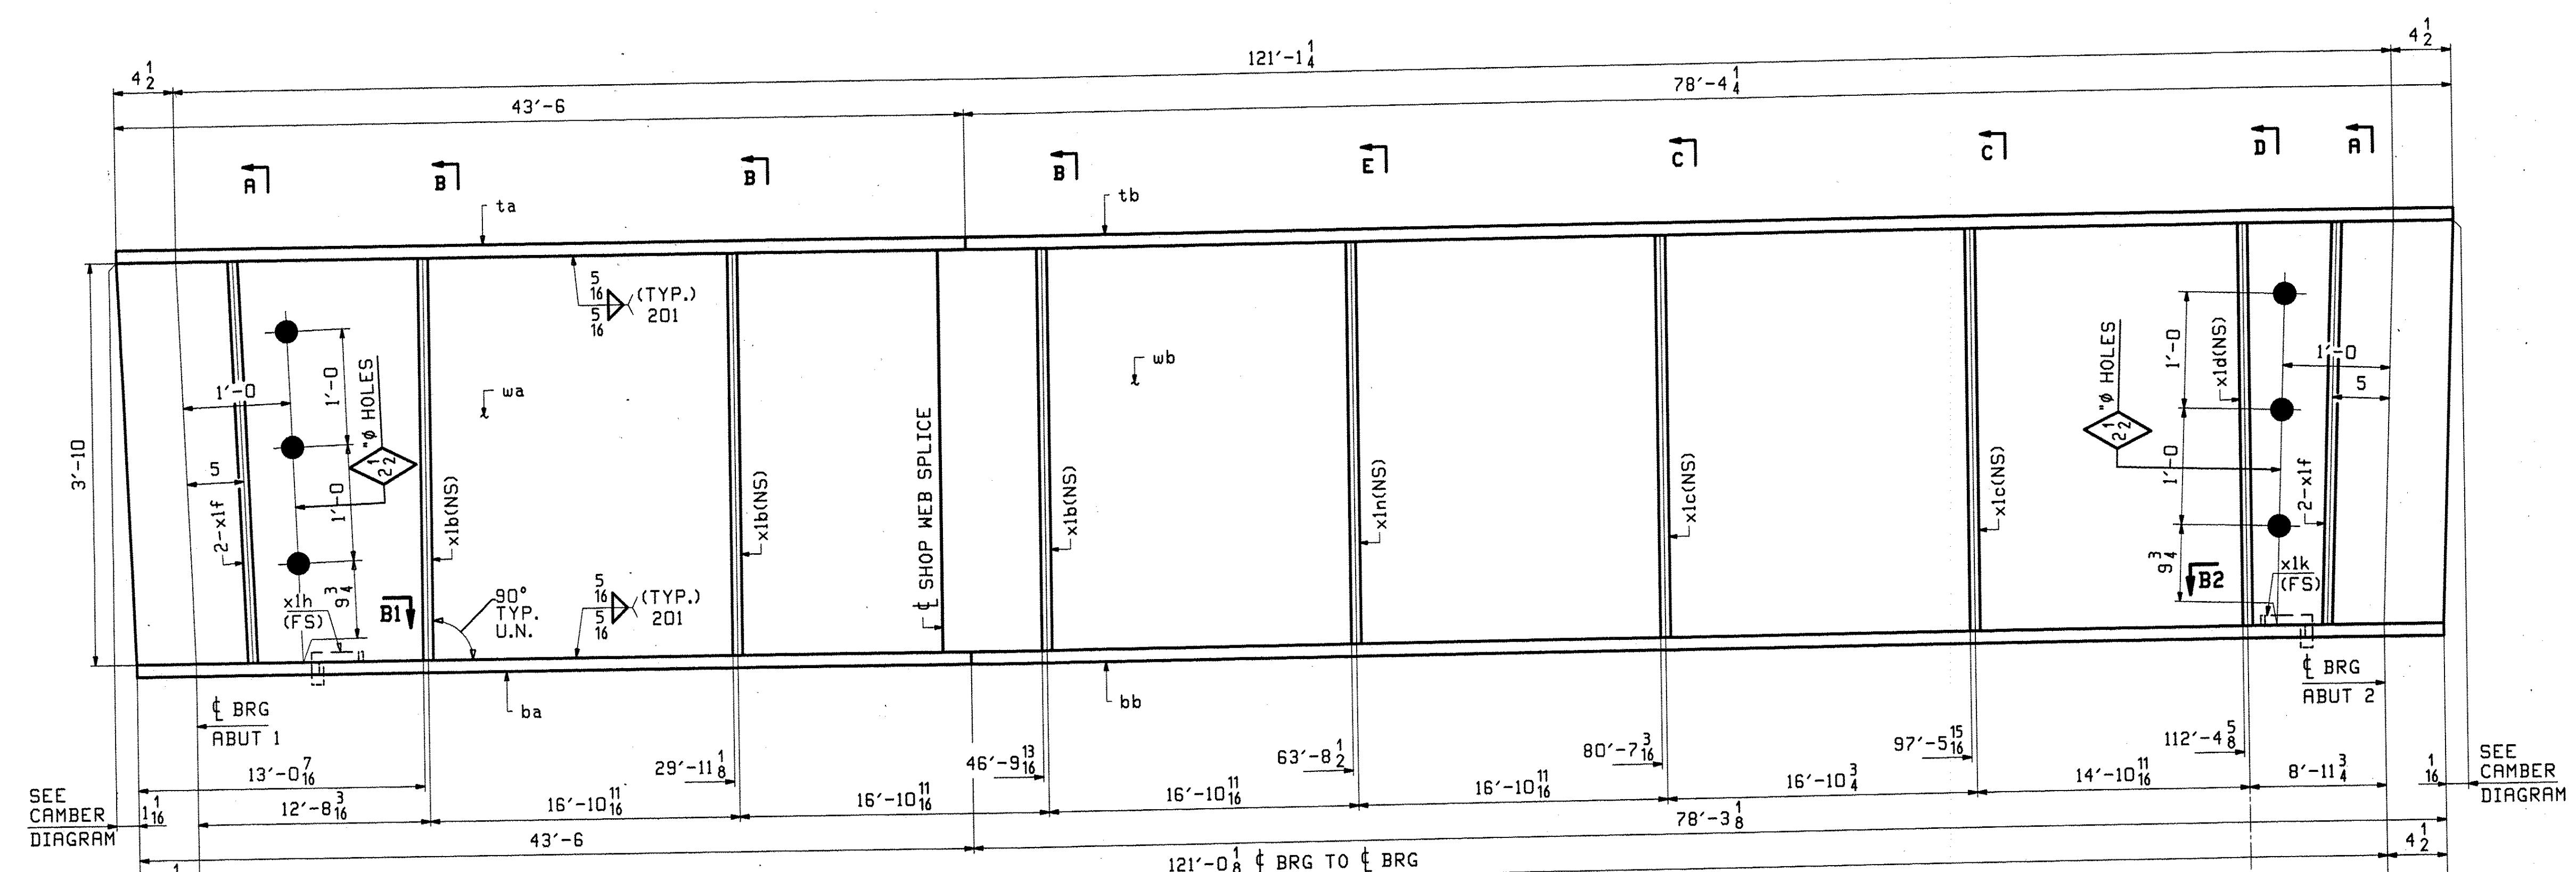 4 1/2
121'-1 1/4
4 1/2
43'-6
78'-4 1/4
A
B
B
B
E
C
C
D
A
ta
tb
5/16
5/16
(TYP.)
201
3'-10
1'-0
1'-0
1'-0
9 3/4
5
2-x1f
2 1/2
"Ø HOLES
x1h
(FS)
B1
x1b(NS)
wa
90°
TYP.
U.N.
5/16
5/16
(TYP.)
201
x1b(NS)
℄ SHOP WEB SPLICE
x1b(NS)
wb
x1n(NS)
x1c(NS)
x1c(NS)
2 1/2
"Ø HOLES
x1d(NS)
1'-0
1'-0
1'-0
5
9 3/4
2-x1f
B2
x1k
(FS)
ba
bb
℄ BRG
ABUT 1
℄ BRG
ABUT 2
13'-0 7/16
29'-11 1/8
46'-9 13/16
63'-8 1/2
80'-7 3/16
97'-5 15/16
112'-4 5/8
SEE
CAMBER
DIAGRAM
1 1/16
12'-8 3/16
16'-10 11/16
16'-10 11/16
16'-10 11/16
16'-10 11/16
16'-10 3/4
14'-10 11/16
8'-11 3/4
1/16
SEE
CAMBER
DIAGRAM
43'-6
78'-3 1/8
121'-0 1/8 ℄ BRG TO ℄ BRG
4 1/2